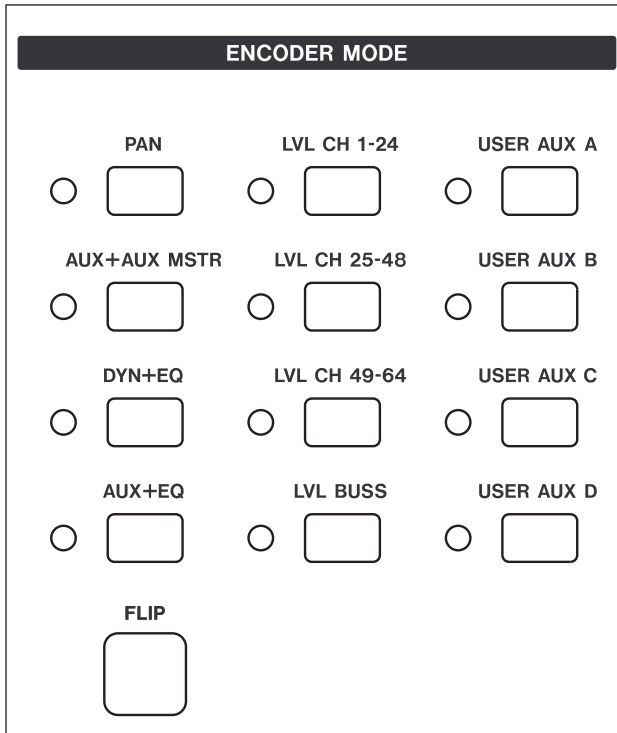 ENCODER MODE
PAN
LVL CH 1-24
USER AUX A
AUX+AUX MSTR
LVL CH 25-48
USER AUX B
DYN+EQ
LVL CH 49-64
USER AUX C
AUX+EQ
LVL BUSS
USER AUX D
FLIP